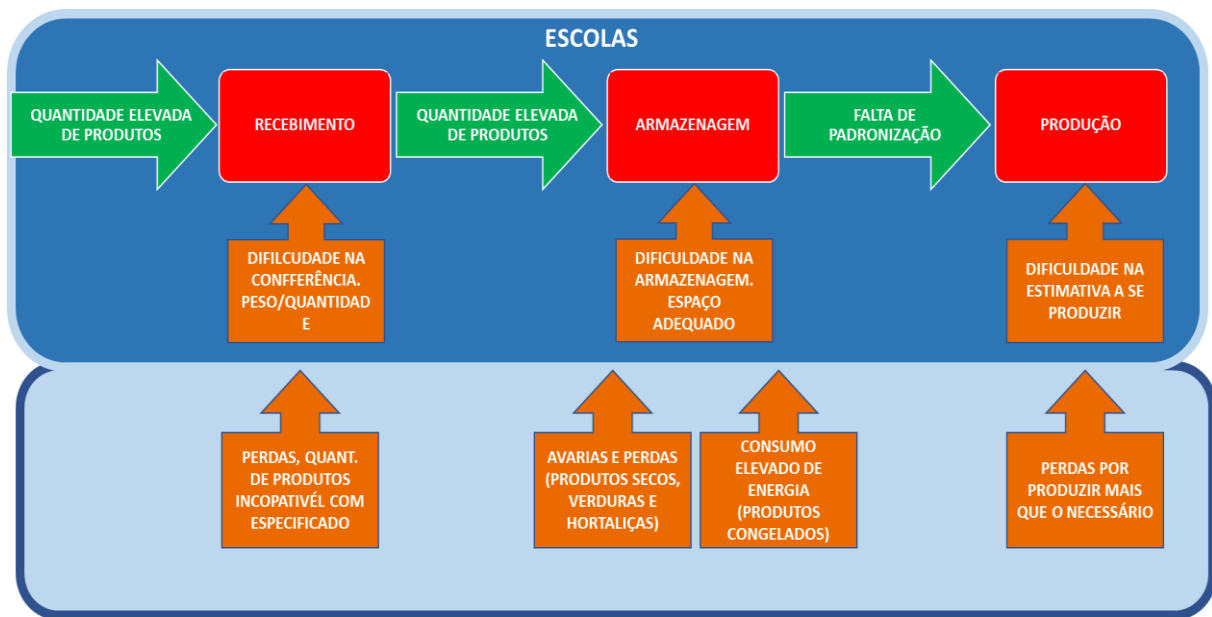 ESCOLAS
QUANTIDADE ELEVADA
DE PRODUTOS
RECEBIMENTO
QUANTIDADE ELEVADA
DE PRODUTOS
ARMAZENAGEM
FALTA DE
PADRONIZAÇÃO
PRODUÇÃO
DIFILCUDADE NA
CONFFERÊNCIA.
PESO/QUANTIDAD
E
DIFICULDADE NA
ARMAZENAGEM.
ESPAÇO
ADEQUADO
DIFICULDADE NA
ESTIMATIVA A SE
PRODUZIR
PERDAS, QUANT.
DE PRODUTOS
INCOPATIVÉL COM
ESPECIFICADO
AVARIAS E PERDAS
(PRODUTOS SECOS,
VERDURAS E
HORTALIÇAS)
CONSUMO
ELEVADO DE
ENERGIA
(PRODUTOS
CONGELADOS)
PERDAS POR
PRODUZIR MAIS
QUE O NECESSÁRIO